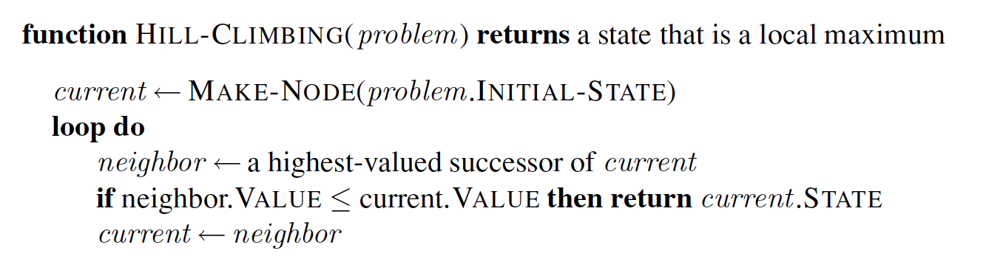 function HILL-CLIMBING(problem) returns a state that is a local maximum
current ← MAKE-NODE(problem.INITIAL-STATE)
loop do
neighbor ← a highest-valued successor of current
if neighbor.VALUE ≤ current.VALUE then return current.STATE
current ← neighbor